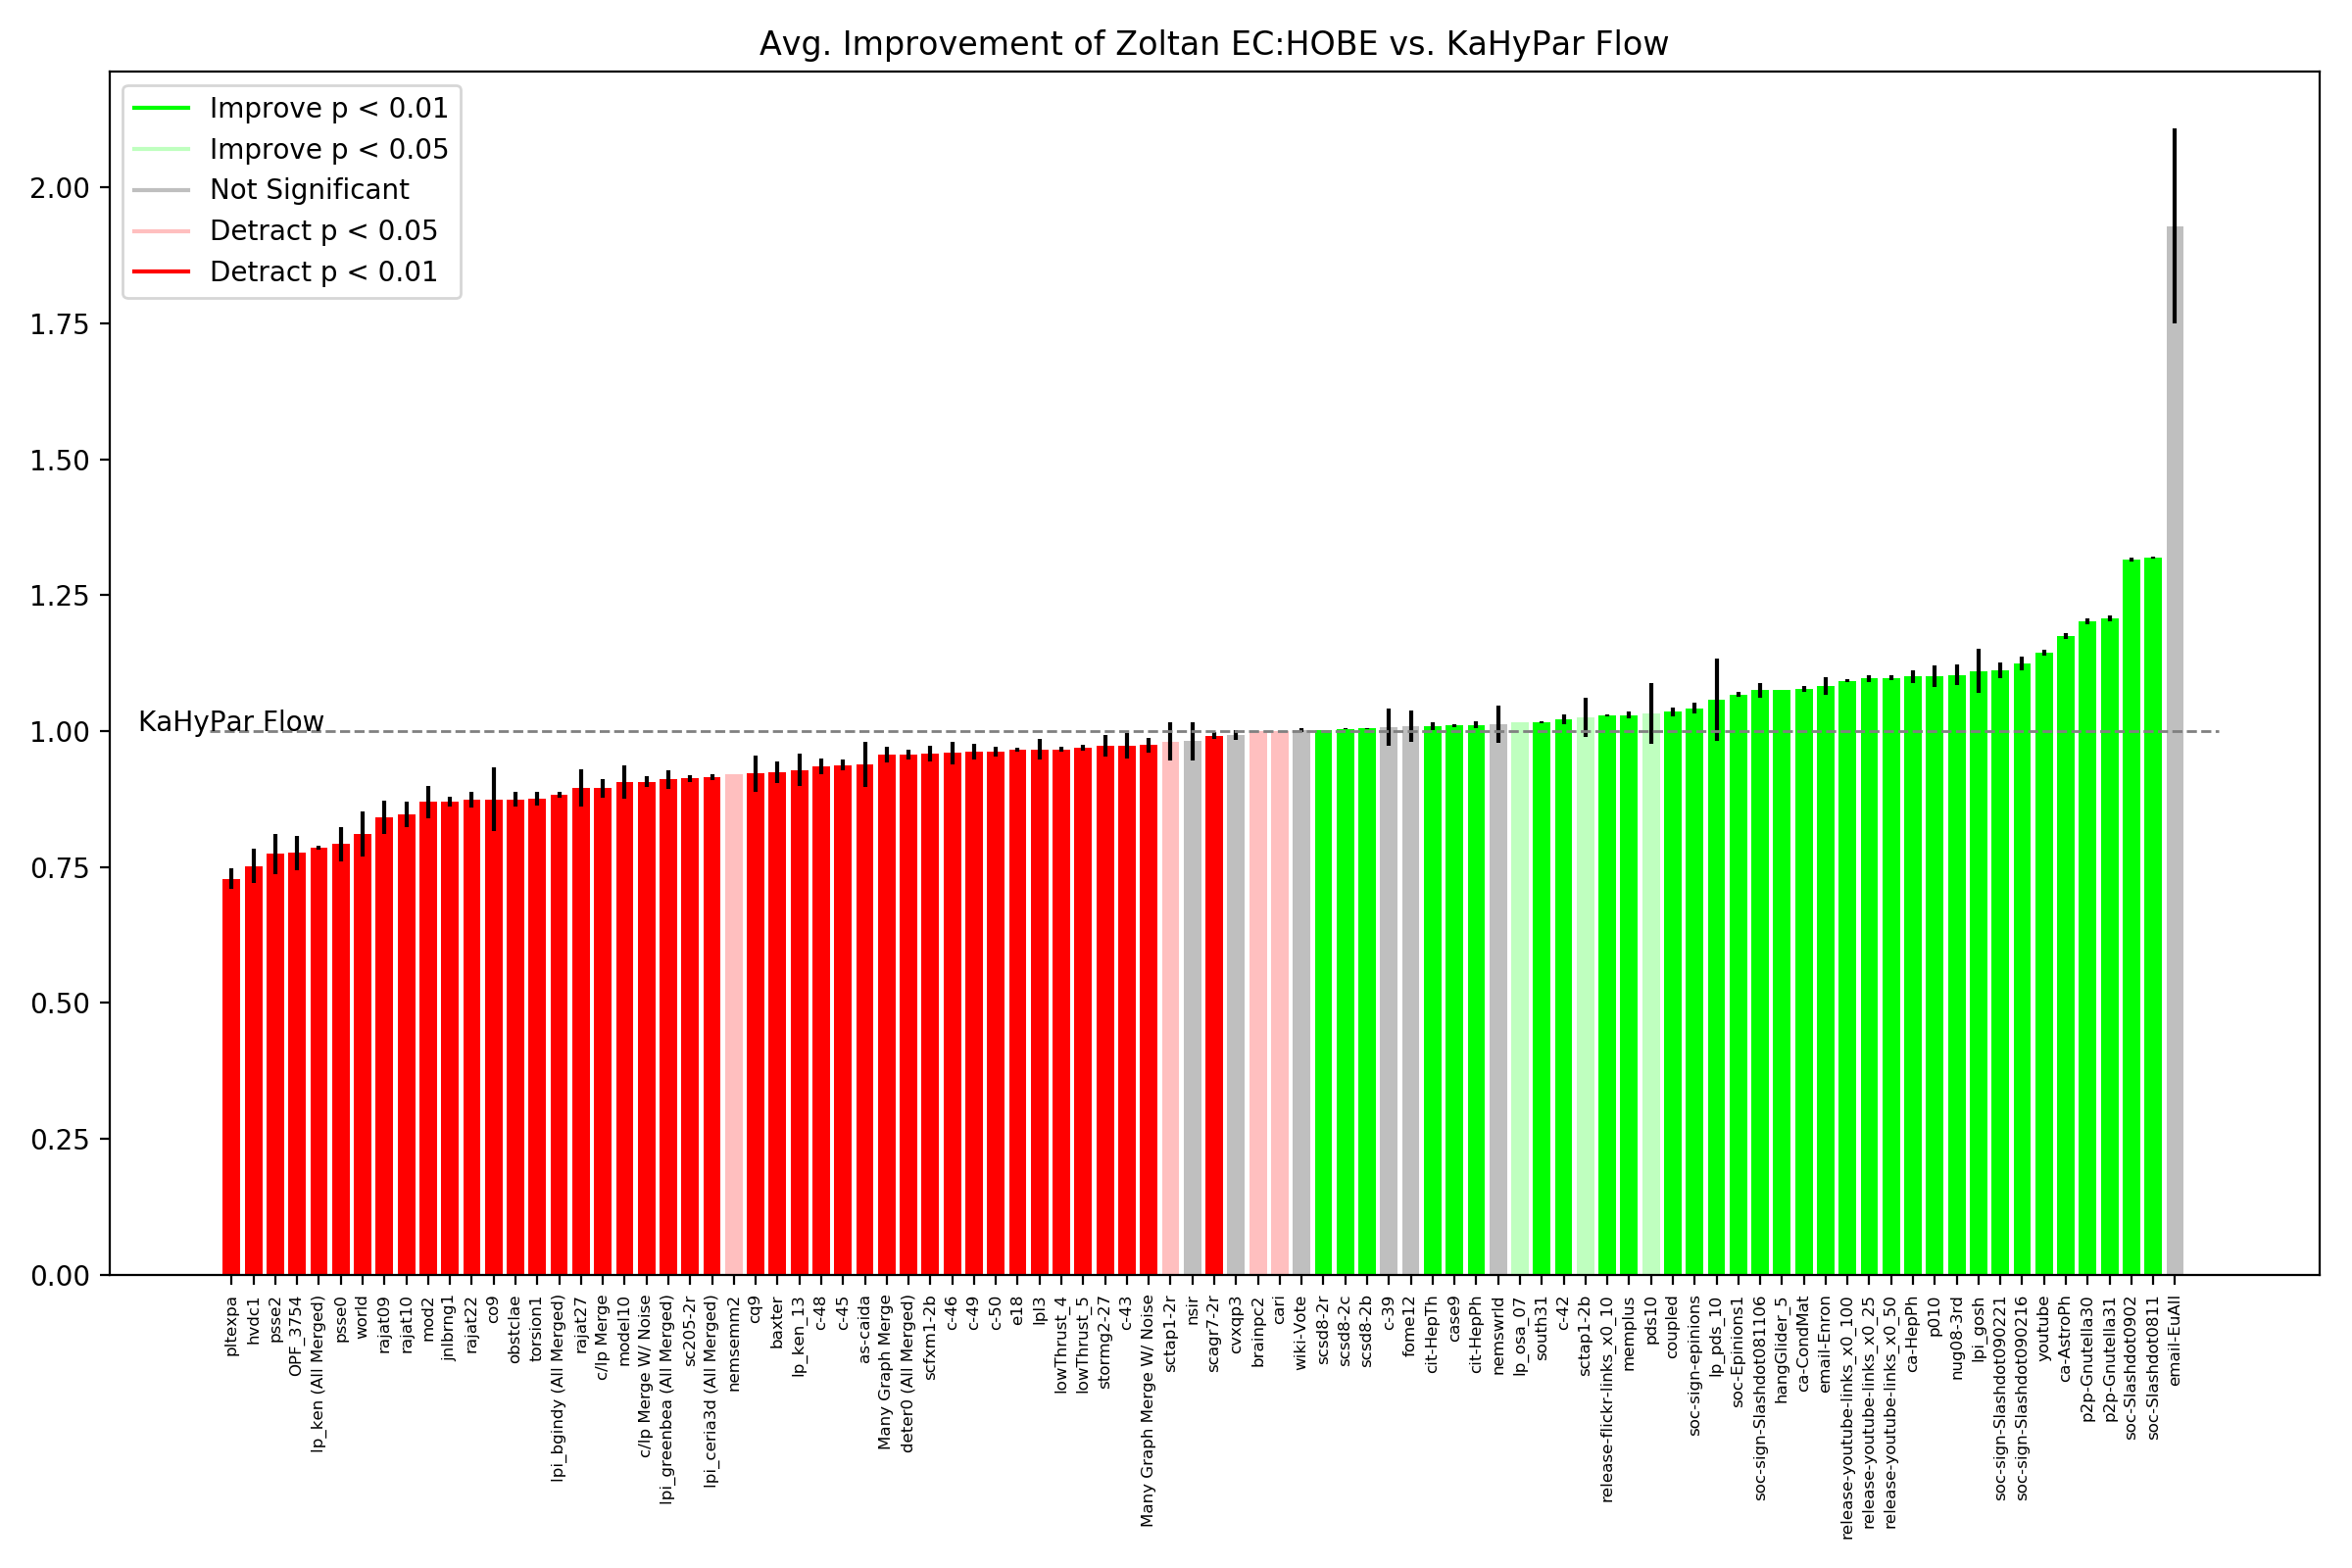 Avg. Improvement of Zoltan EC:HOBE vs. KaHyPar Flow
Improve p < 0.01
Improve p < 0.05
Not Significant
Detract p < 0.05
Detract p < 0.01
2.00
1.75
1.50
1.25
1.00
0.75
0.50
0.25
0.00
KaHyPar Flow
pltexpa
hvdc1
psse2
OPF_3754
lp_ken (All Merged)
psse0
world
rajat09
rajat10
mod2
jnlbrng1
rajat22
co9
obstclae
torsion1
lpi_bgindy (All Merged)
rajat27
c/lp Merge
model10
c/lp Merge W/ Noise
lpi_greenbea (All Merged)
sc205-2r
lpi_ceria3d (All Merged)
nemsemm2
cq9
baxter
lp_ken_13
c-48
c-45
as-caida
Many Graph Merge
deter0 (All Merged)
scfxm1-2b
c-46
c-49
c-50
e18
lpl3
lowThrust_4
lowThrust_5
stormg2-27
c-43
Many Graph Merge W/ Noise
sctap1-2r
nsir
scagr7-2r
cvxqp3
brainpc2
cari
wiki-Vote
scsd8-2r
scsd8-2c
scsd8-2b
c-39
fome12
cit-HepTh
case9
cit-HepPh
nemswrld
lp_osa_07
south31
c-42
sctap1-2b
release-flickr-links_x0_10
memplus
pds10
coupled
soc-sign-epinions
lp_pds_10
soc-Epinions1
soc-sign-Slashdot081106
hangGlider_5
ca-CondMat
email-Enron
release-youtube-links_x0_100
release-youtube-links_x0_25
release-youtube-links_x0_50
ca-HepPh
p010
nug08-3rd
lpi_gosh
soc-sign-Slashdot090221
soc-sign-Slashdot090216
youtube
ca-AstroPh
p2p-Gnutella30
p2p-Gnutella31
soc-Slashdot0902
soc-Slashdot0811
email-EuAll